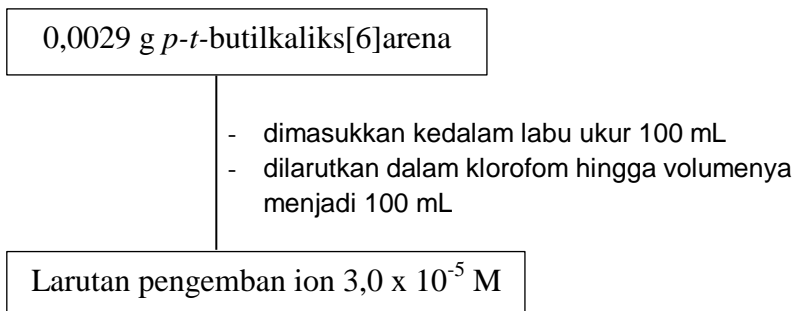 0,0029 g p-t-butilkaliks[6]arena
- dimasukkan kedalam labu ukur 100 mL
- dilarutkan dalam klorofom hingga volumenya
menjadi 100 mL
Larutan pengemban ion 3,0 x 10⁻⁵ M